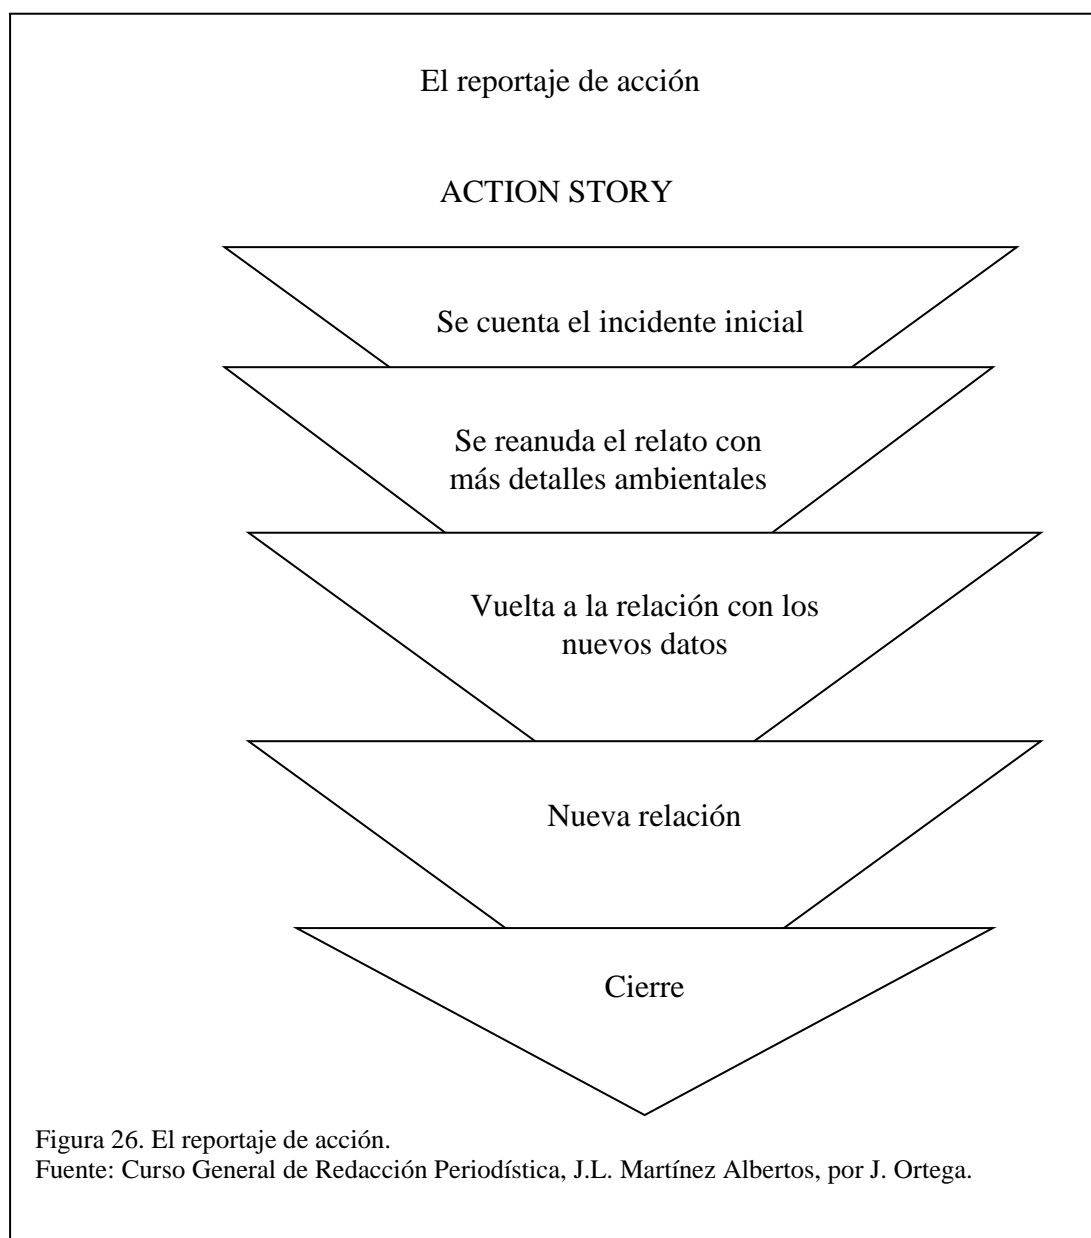 El reportaje de acción
ACTION STORY
Se cuenta el incidente inicial
Se reanuda el relato con
más detalles ambientales
Vuelta a la relación con los
nuevos datos
Nueva relación
Cierre
Figura 26. El reportaje de acción.
Fuente: Curso General de Redacción Periodística, J.L. Martínez Albertos, por J. Ortega.